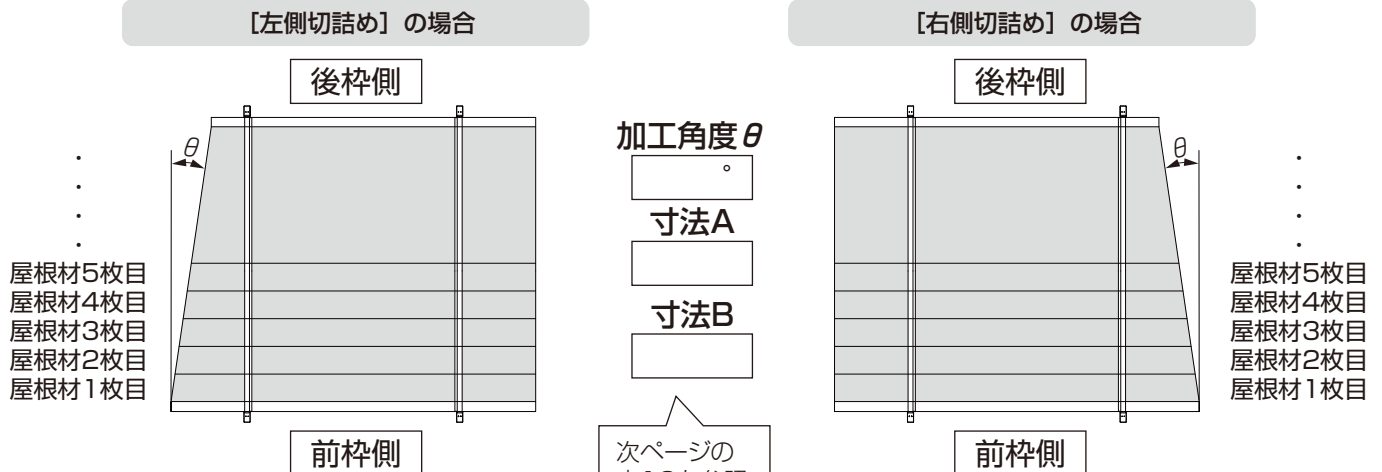 [左側切詰め] の場合
後枠側
θ
・
・
・
・
屋根材5枚目
屋根材4枚目
屋根材3枚目
屋根材2枚目
屋根材1枚目
前枠側
加工角度θ
°
寸法A
寸法B
次ページの
[右側切詰め] の場合
後枠側
θ
・
・
・
・
屋根材5枚目
屋根材4枚目
屋根材3枚目
屋根材2枚目
屋根材1枚目
前枠側